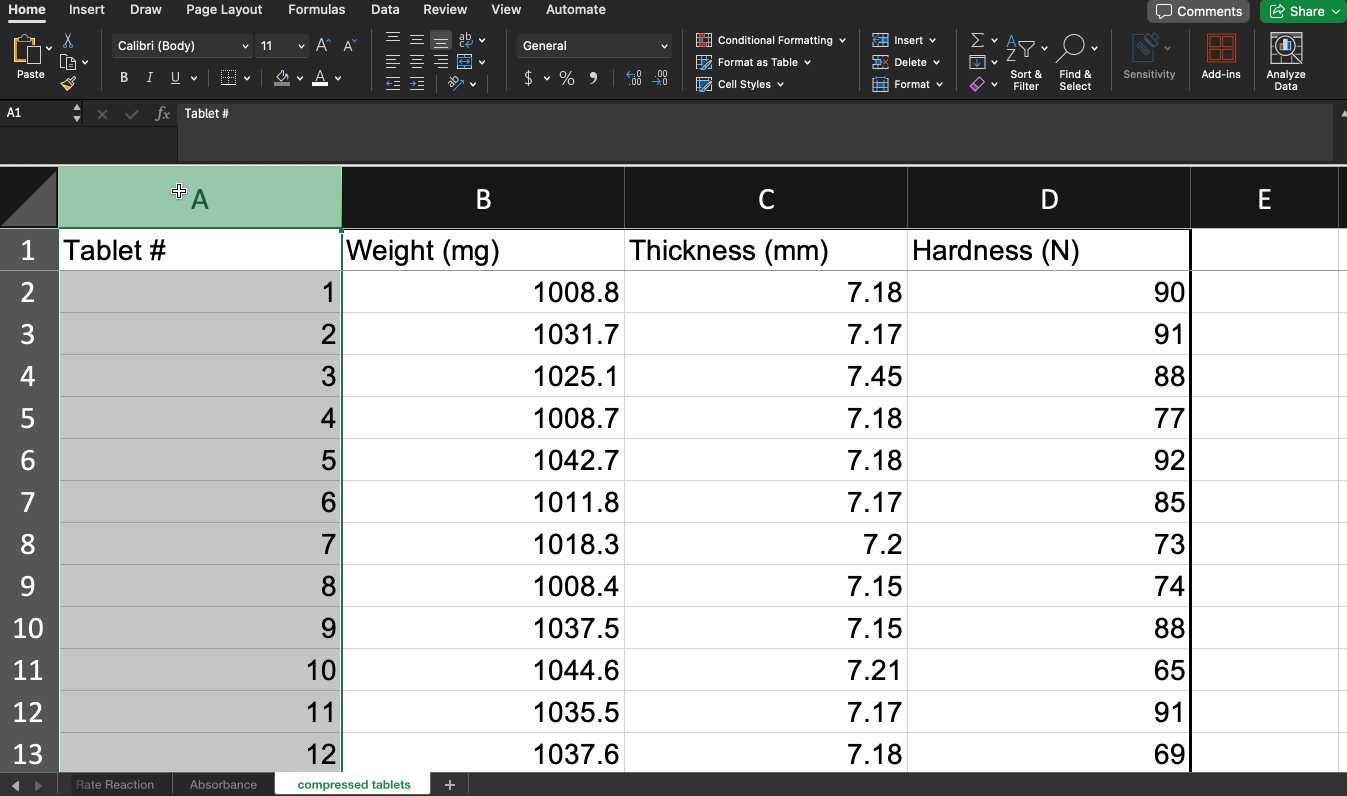 Home Insert Draw Page Layout Formulas Data Review View Automate Comments Share
Paste
Calibri (Body) 11 A A
B I U A
ab
General
$ % 9 .00 .00
Conditional Formatting
Format as Table
Cell Styles
Insert
Delete
Format
Sort & Filter
Find & Select
Sensitivity
Add-ins
Analyze Data
A1 fx Tablet #
A B C D E
1 Tablet # Weight (mg) Thickness (mm) Hardness (N)
2 1 1008.8 7.18 90
3 2 1031.7 7.17 91
4 3 1025.1 7.45 88
5 4 1008.7 7.18 77
6 5 1042.7 7.18 92
7 6 1011.8 7.17 85
8 7 1018.3 7.2 73
9 8 1008.4 7.15 74
10 9 1037.5 7.15 88
11 10 1044.6 7.21 65
12 11 1035.5 7.17 91
13 12 1037.6 7.18 69
Rate Reaction Absorbance compressed tablets +